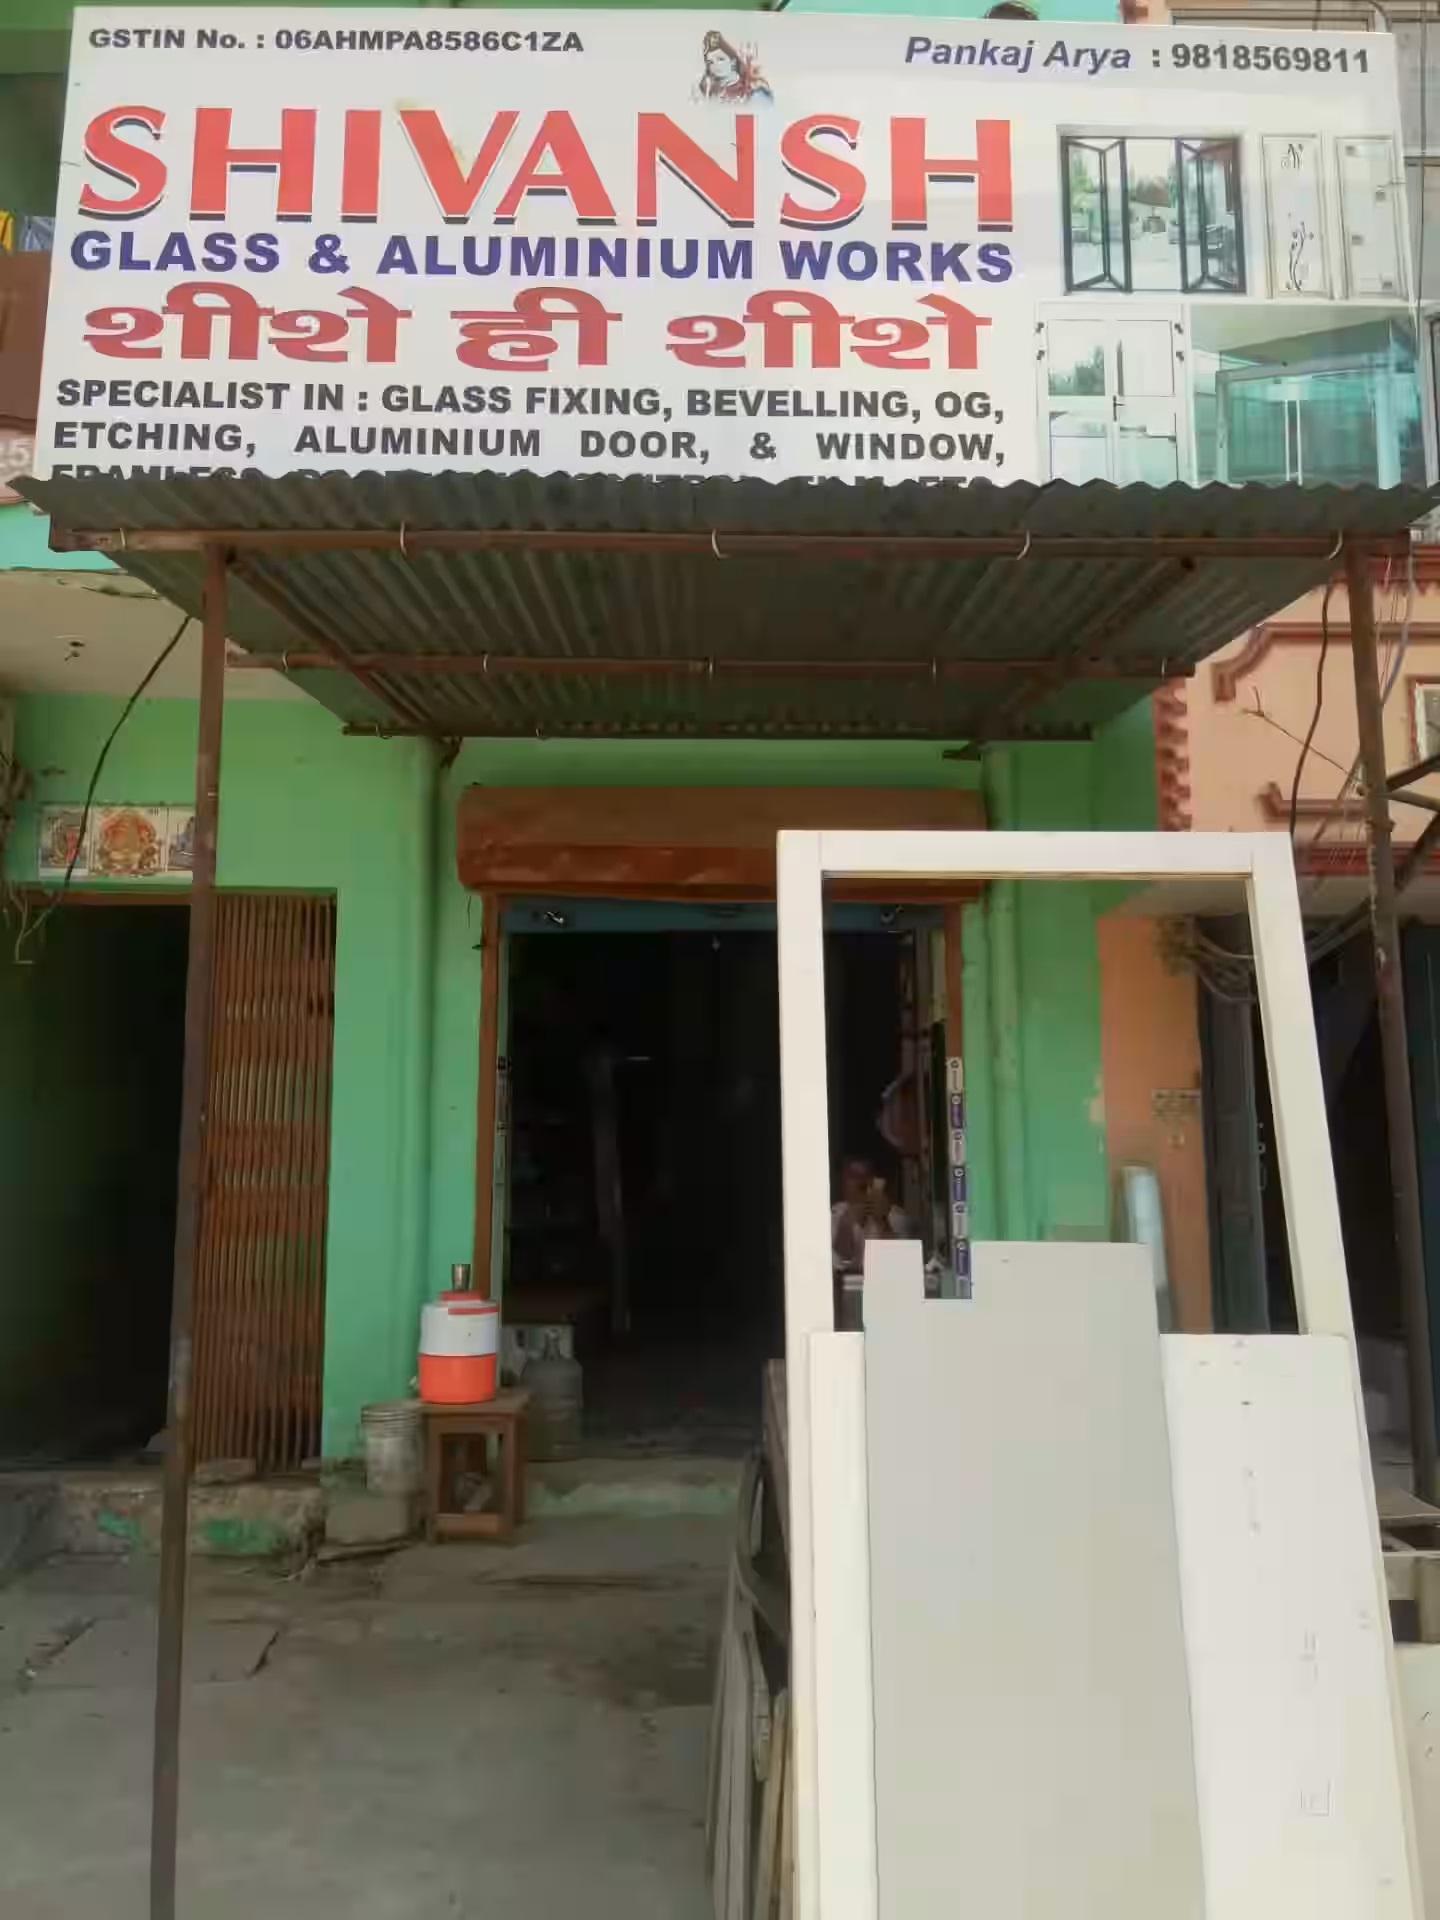 GSTIN No. : 06AHMPA8586C1ZA
Pankaj Arya : 9818569811
SHIVANSH
GLASS & ALUMINIUM WORKS
शीशे ही शीशे
SPECIALIST IN : GLASS FIXING, BEVELLING, OG,
ETCHING, ALUMINIUM DOOR, & WINDOW,